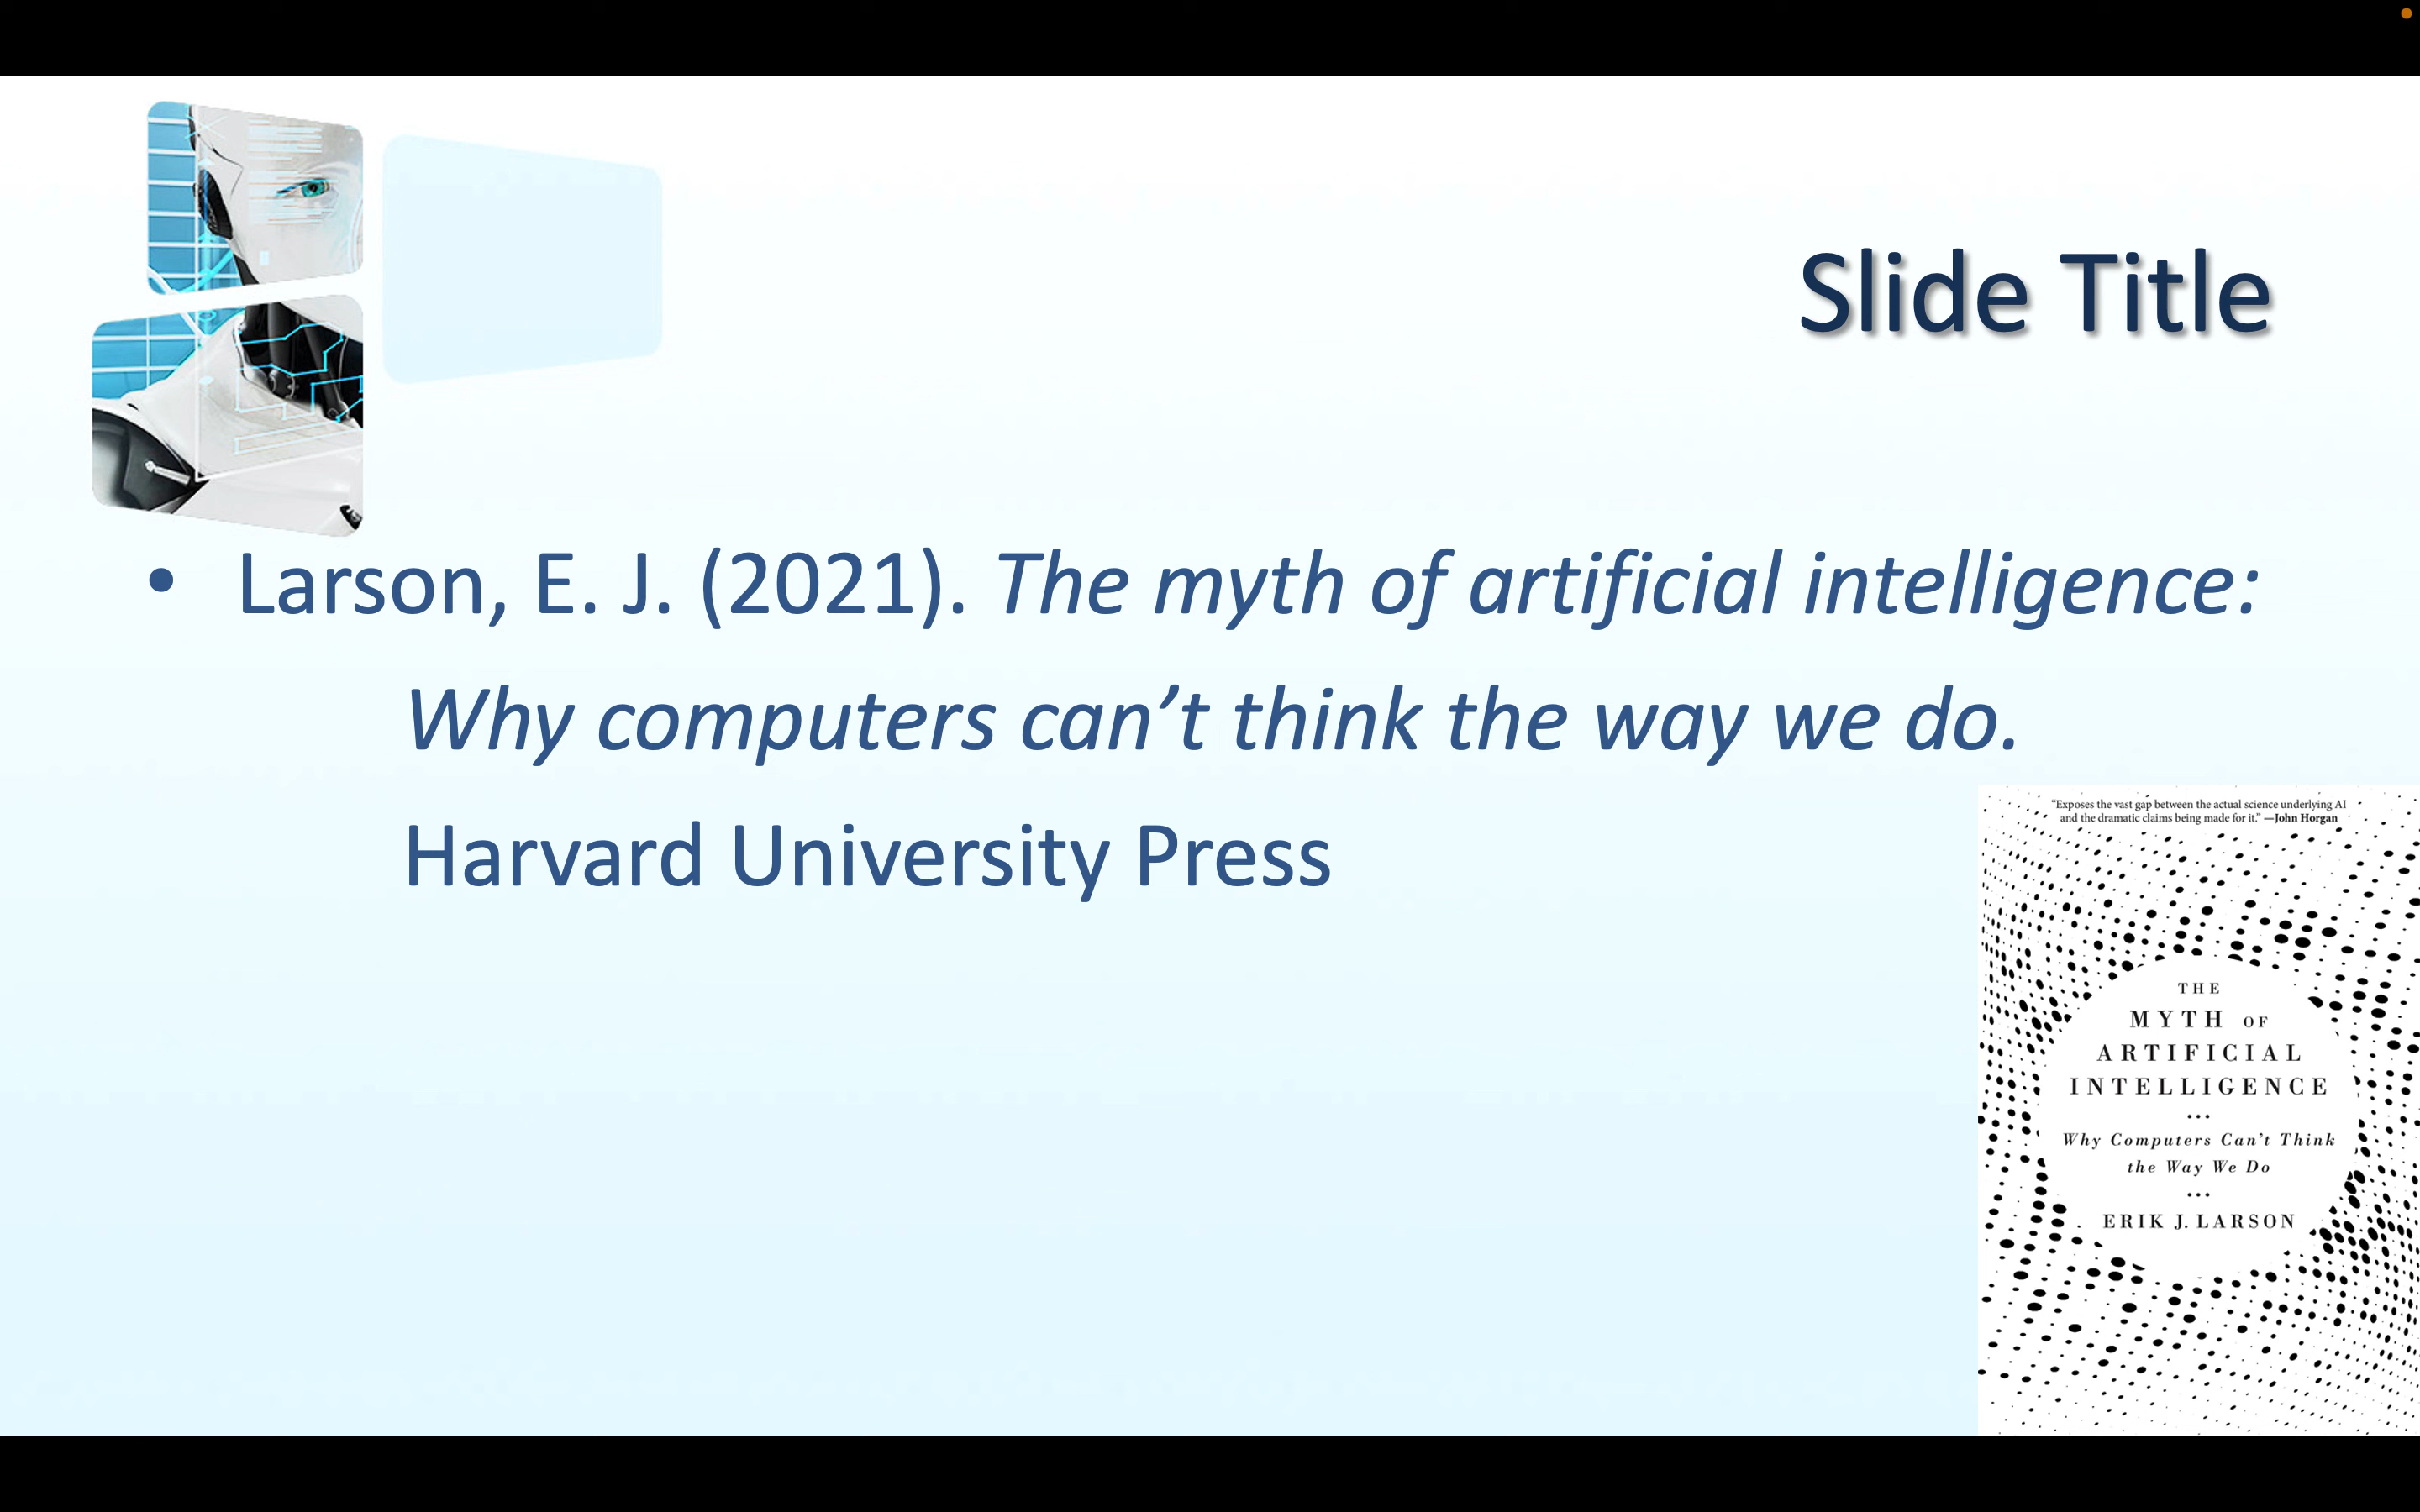 Slide Title
• Larson, E. J. (2021). The myth of artificial intelligence:
Why computers can’t think the way we do.
Harvard University Press
“Exposes the vast gap between the actual science underlying AI
and the dramatic claims being made for it.” —John Horgan
THE
MYTH OF
ARTIFICIAL
INTELLIGENCE
•••
Why Computers Can’t Think
the Way We Do
•••
ERIK J. LARSON